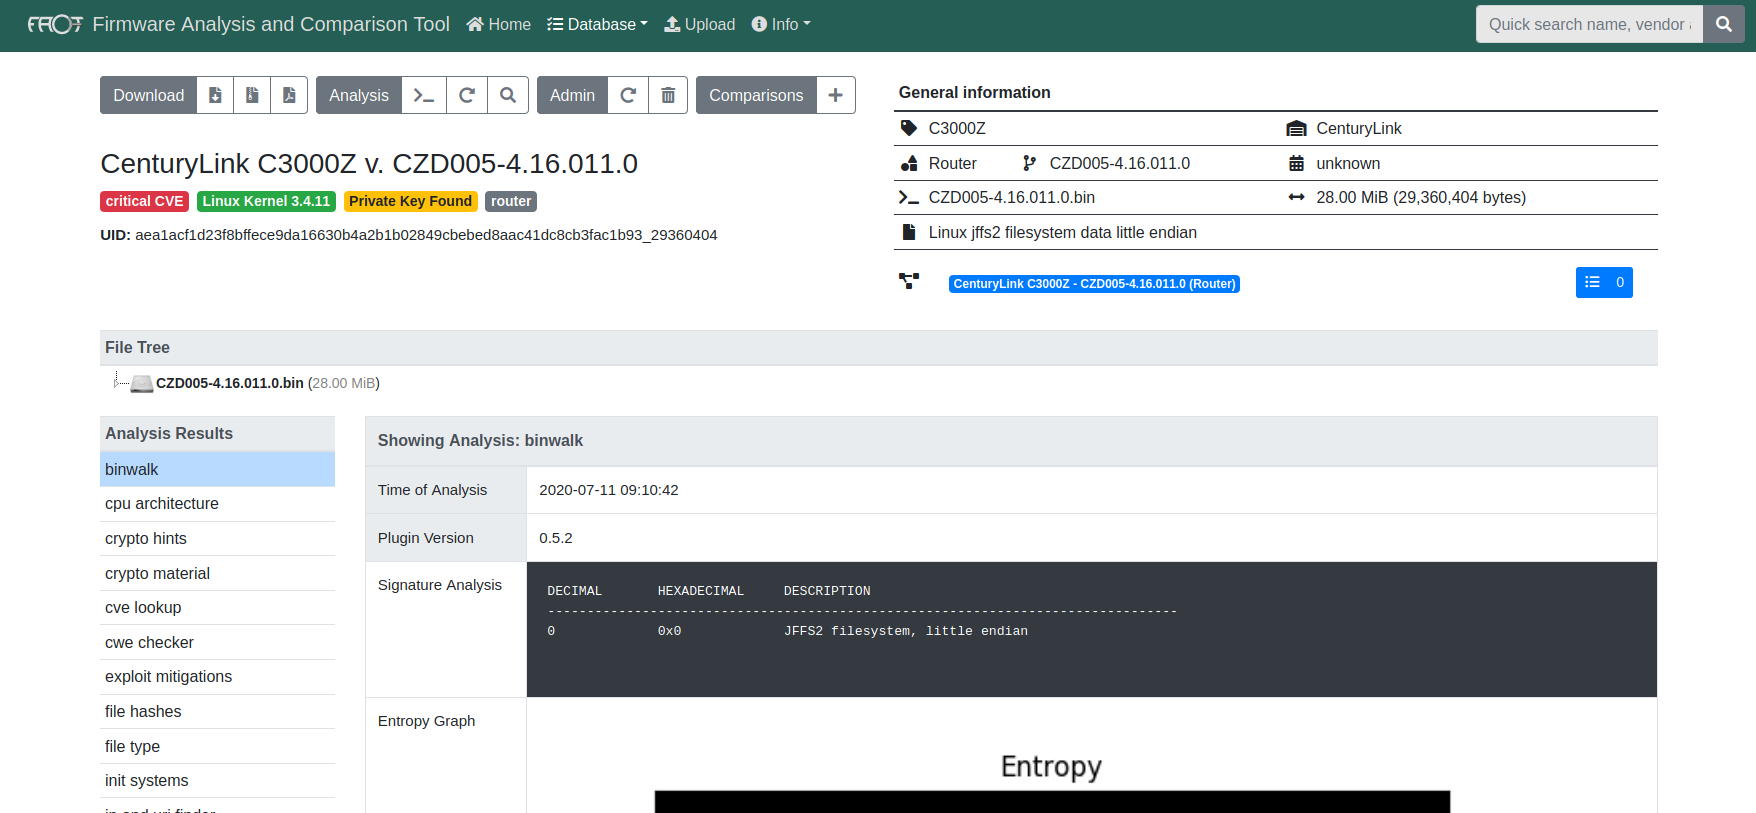 FACT Firmware Analysis and Comparison Tool Home Database Upload Info Quick search name, vendor
Download Analysis Admin Comparisons
General information
C3000Z CenturyLink
CenturyLink C3000Z v. CZD005-4.16.011.0
Router CZD005-4.16.011.0 unknown
critical CVE Linux Kernel 3.4.11 Private Key Found router
CZD005-4.16.011.0.bin 28.00 MiB (29,360,404 bytes)
UID: aea1acf1d23f8bffece9da16630b4a2b1b02849cbebed8aac41dc8cb3fac1b93_29360404
Linux jffs2 filesystem data little endian
CenturyLink C3000Z - CZD005-4.16.011.0 (Router) 0
File Tree
CZD005-4.16.011.0.bin (28.00 MiB)
Analysis Results
binwalk
cpu architecture
crypto hints
crypto material
cve lookup
cwe checker
exploit mitigations
file hashes
file type
init systems
Showing Analysis: binwalk
Time of Analysis 2020-07-11 09:10:42
Plugin Version 0.5.2
Signature Analysis
DECIMAL HEXADECIMAL DESCRIPTION
--------------------------------------------------------------------------------
0 0x0 JFFS2 filesystem, little endian
Entropy Graph
Entropy